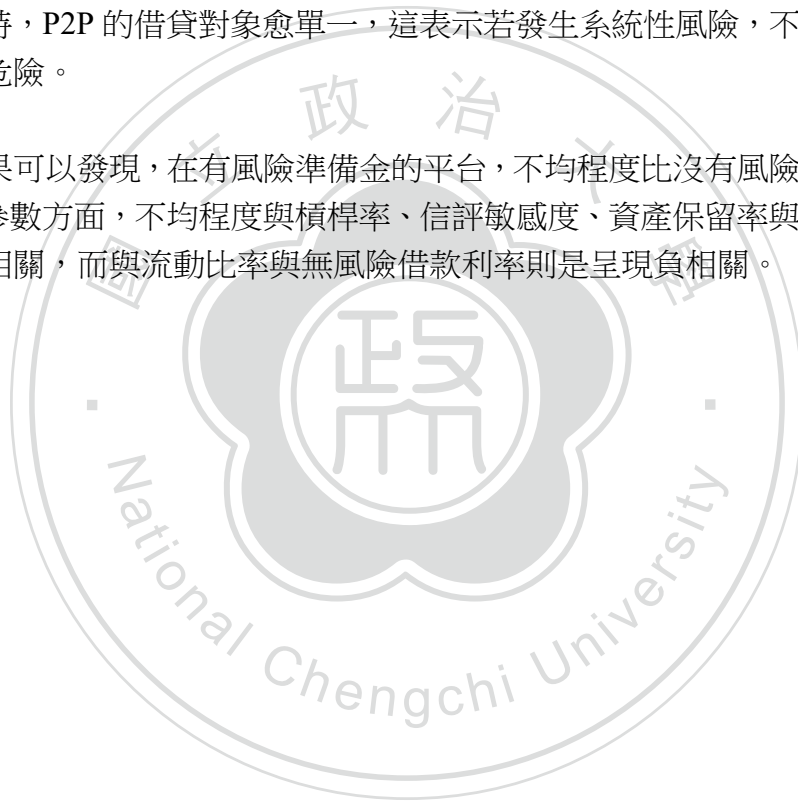 時，P2P 的借貸對象愈單一，這表示若發生系統性風險，不
危險。
果可以發現，在有風險準備金的平台，不均程度比沒有風險
參數方面，不均程度與槓桿率、信評敏感度、資產保留率與
相關，而與流動比率與無風險借款利率則是呈現負相關。
國立政治大學
政
National Chengchi University